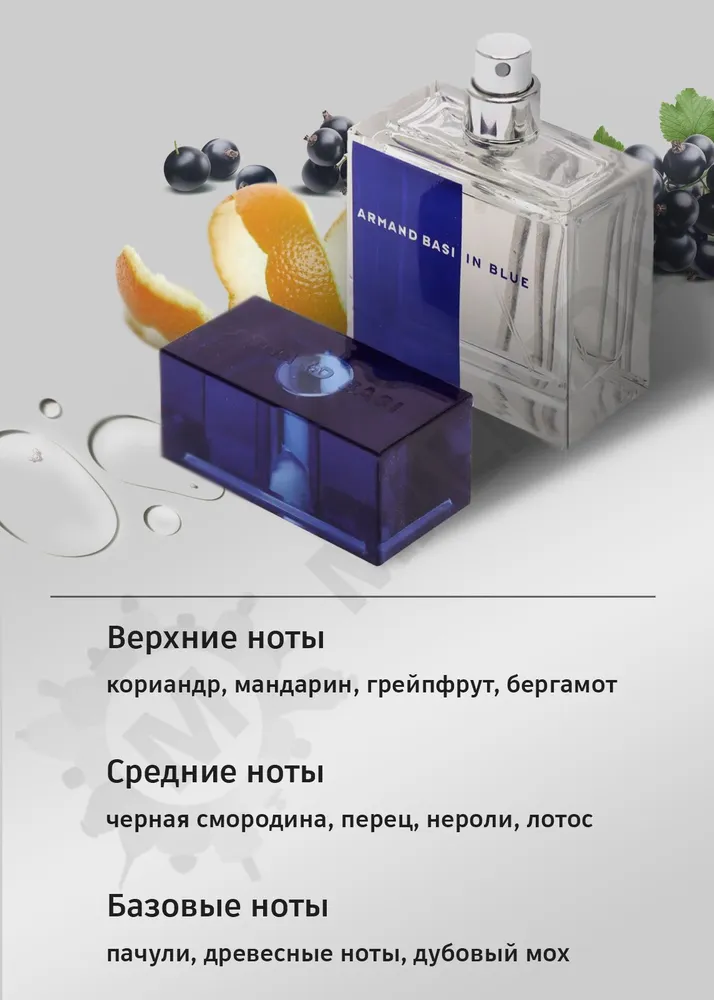 ARMAND BASI IN BLUE
BASI
Верхние ноты
кориандр, мандарин, грейпфрут, бергамот
Средние ноты
черная смородина, перец, нероли, лотос
Базовые ноты
пачули, древесные ноты, дубовый мох